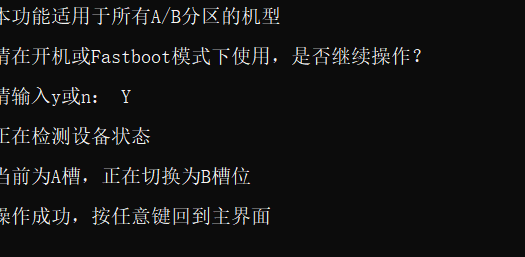 本功能适用于所有A/B分区的机型
请在开机或Fastboot模式下使用，是否继续操作？
请输入y或n： Y
正在检测设备状态
当前为A槽，正在切换为B槽位
操作成功，按任意键回到主界面